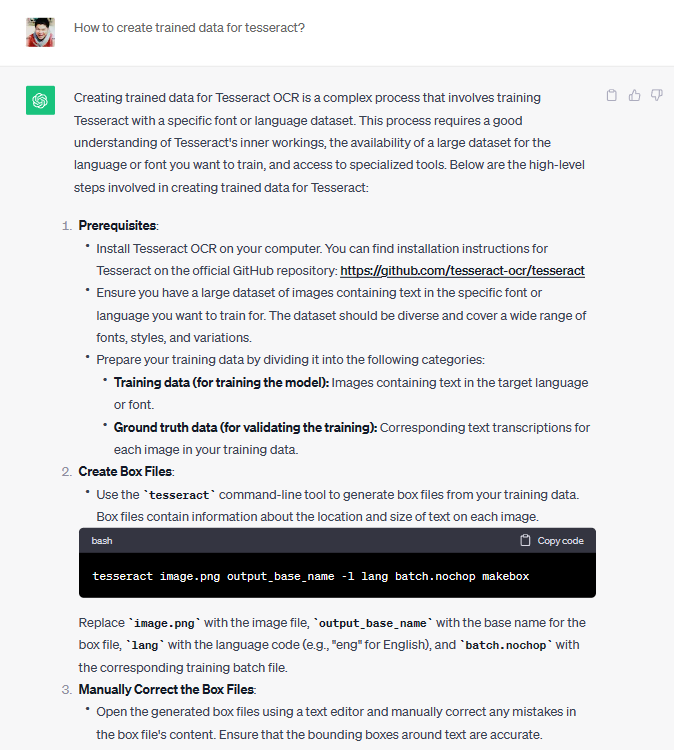 How to create trained data for tesseract?
Creating trained data for Tesseract OCR is a complex process that involves training
Tesseract with a specific font or language dataset. This process requires a good
understanding of Tesseract's inner workings, the availability of a large dataset for the
language or font you want to train, and access to specialized tools. Below are the high-level
steps involved in creating trained data for Tesseract:
1. Prerequisites:
• Install Tesseract OCR on your computer. You can find installation instructions for
Tesseract on the official GitHub repository: https://github.com/tesseract-ocr/tesseract
• Ensure you have a large dataset of images containing text in the specific font or
language you want to train for. The dataset should be diverse and cover a wide range of
fonts, styles, and variations.
• Prepare your training data by dividing it into the following categories:
• Training data (for training the model): Images containing text in the target language
or font.
• Ground truth data (for validating the training): Corresponding text transcriptions for
each image in your training data.
2. Create Box Files:
• Use the `tesseract` command-line tool to generate box files from your training data.
Box files contain information about the location and size of text on each image.
bash Copy code
tesseract image.png output_base_name -l lang batch.nochop makebox
Replace `image.png` with the image file, `output_base_name` with the base name for the
box file, `lang` with the language code (e.g., "eng" for English), and `batch.nochop` with
the corresponding training batch file.
3. Manually Correct the Box Files:
• Open the generated box files using a text editor and manually correct any mistakes in
the box file's content. Ensure that the bounding boxes around text are accurate.